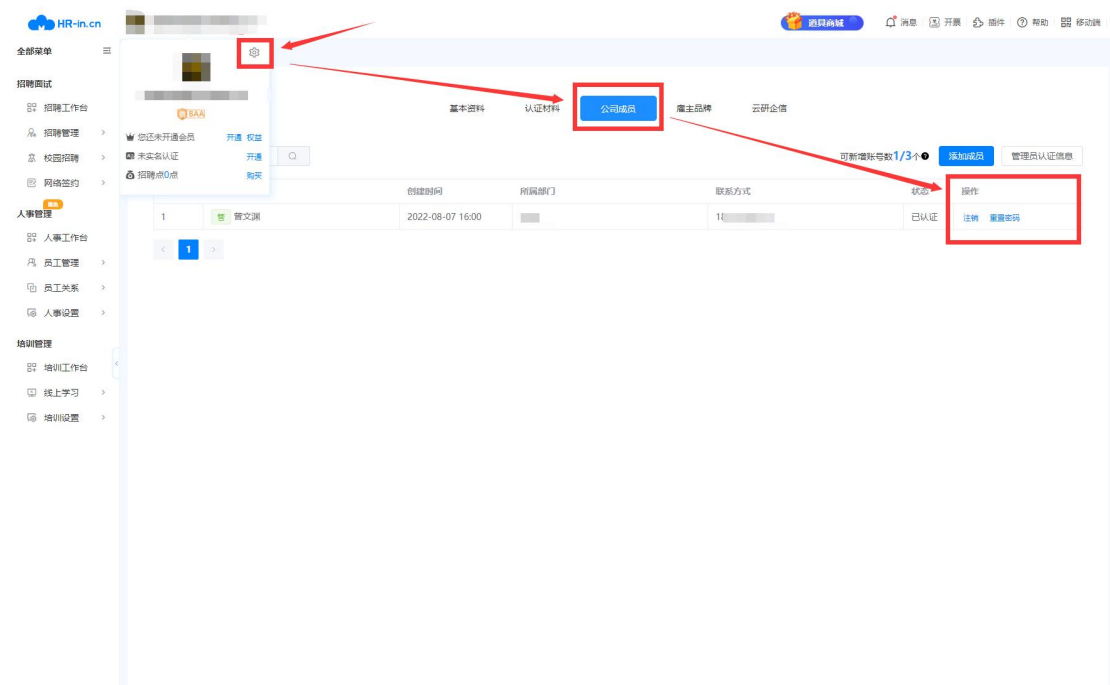 HR-in.cn
道具商城 消息 开票 插件 帮助 移动端
全部菜单
招聘面试
招聘工作台
招聘管理
校园招聘
网络签约
人事管理
人事工作台
员工管理
员工关系
人事设置
培训管理
培训工作台
线上学习
培训设置
BAA
您还未开通会员 开通 权益
未实名认证 开通
招聘点0点 购买
基本资料 认证材料 公司成员 雇主品牌 云研企信
可新增账号数1/3个 添加成员 管理员认证信息
创建时间 所属部门 联系方式 状态 操作
1 管 曾文渊 2022-08-07 16:00 18 已认证 注销 重置密码
< 1 >